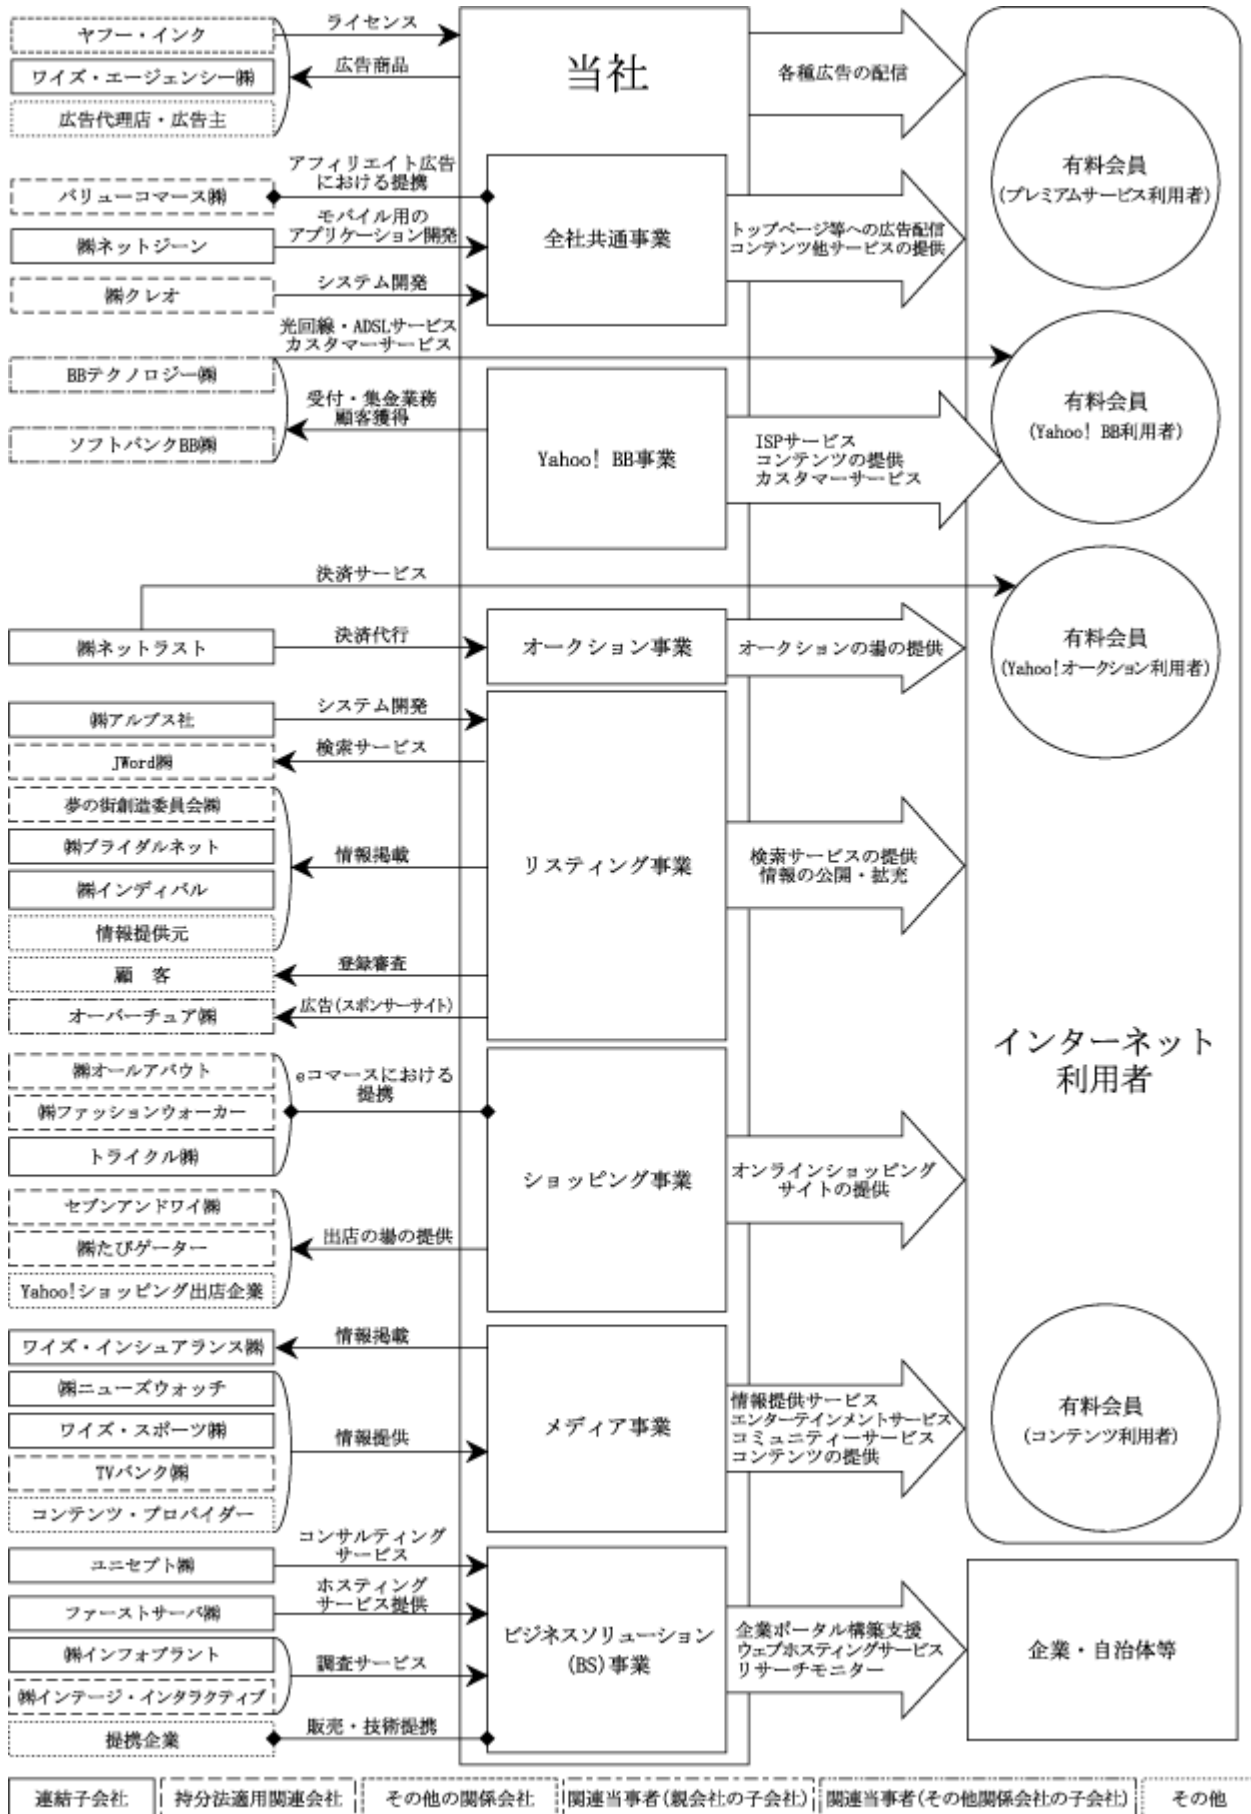 ヤフー・インク
ライセンス
ワイズ・エージェンシー㈱
広告商品
広告代理店・広告主
当社
各種広告の配信
有料会員
(プレミアムサービス利用者)
バリューコマース㈱
アフィリエイト広告
における提携
㈱ネットジーン
モバイル用の
アプリケーション開発
㈱クレオ
システム開発
全社共通事業
トップページ等への広告配信
コンテンツ他サービスの提供
光回線・ADSLサービス
カスタマーサービス
BBテクノロジー㈱
ソフトバンクBB㈱
受付・集金業務
顧客獲得
Yahoo! BB事業
ISPサービス
コンテンツの提供
カスタマーサービス
有料会員
(Yahoo! BB利用者)
決済サービス
㈱ネットラスト
決済代行
オークション事業
オークションの場の提供
有料会員
(Yahoo!オークション利用者)
㈱アルプス社
システム開発
JWord㈱
検索サービス
夢の街創造委員会㈱
㈱ブライダルネット
㈱インディバル
情報提供元
情報掲載
顧　客
登録審査
オーバーチュア㈱
広告(スポンサーサイト)
リスティング事業
検索サービスの提供
情報の公開・拡充
インターネット
利用者
㈱オールアバウト
㈱ファッションウォーカー
トライクル㈱
eコマースにおける
提携
セブンアンドワイ㈱
㈱たびゲーター
Yahoo!ショッピング出店企業
出店の場の提供
ショッピング事業
オンラインショッピング
サイトの提供
ワイズ・インシュアランス㈱
情報掲載
㈱ニューズウォッチ
ワイズ・スポーツ㈱
TVバンク㈱
コンテンツ・プロバイダー
情報提供
メディア事業
情報提供サービス
エンターテインメントサービス
コミュニティーサービス
コンテンツの提供
有料会員
(コンテンツ利用者)
ユニセプト㈱
コンサルティング
サービス
ファーストサーバ㈱
ホスティング
サービス提供
㈱インフォプラント
㈱インテージ・インタラクティブ
調査サービス
提携企業
販売・技術提携
ビジネスソリューション
(BS)事業
企業ポータル構築支援
ウェブホスティングサービス
リサーチモニター
企業・自治体等
連結子会社
持分法適用関連会社
その他の関係会社
関連当事者(親会社の子会社)
関連当事者(その他関係会社の子会社)
その他